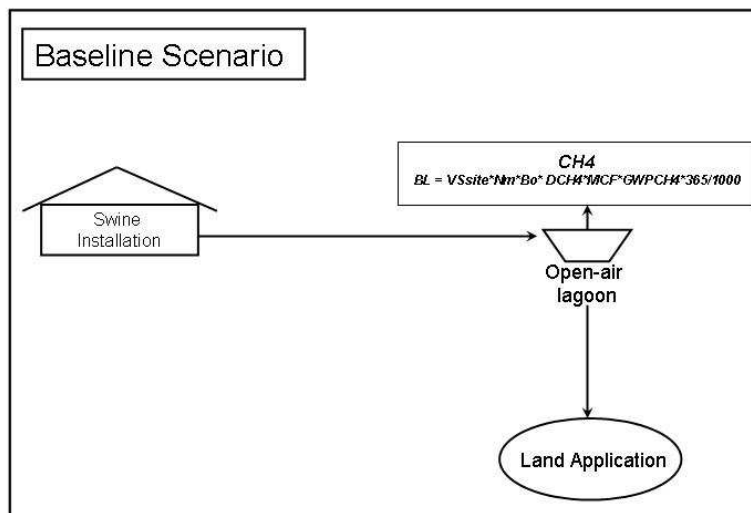 Baseline Scenario
CH4
BL = VSsite*Nm*Bo* DCH4*MCF*GWPCH4*365/1000
Swine
Installation
Open-air
lagoon
Land Application